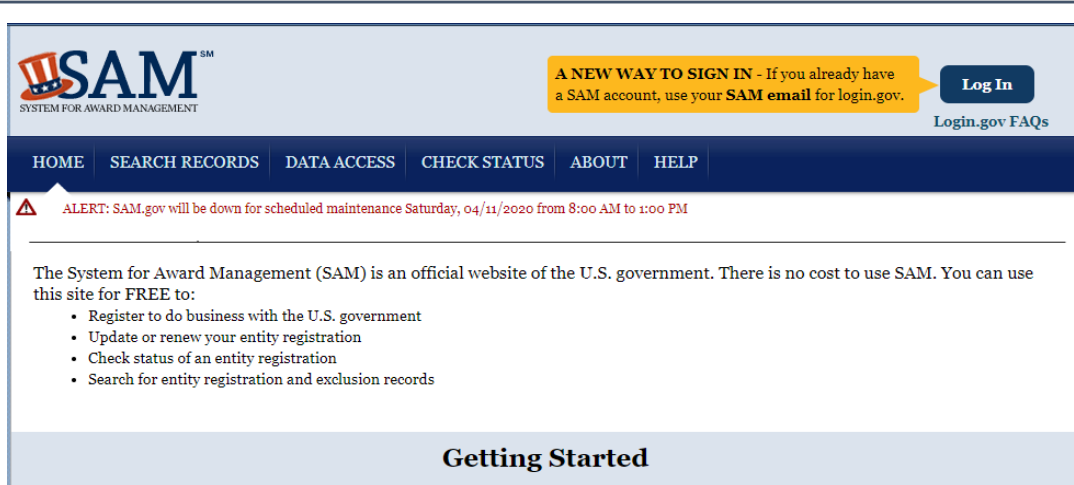 SAM SM
SYSTEM FOR AWARD MANAGEMENT
A NEW WAY TO SIGN IN - If you already have
a SAM account, use your SAM email for login.gov.
Log In
Login.gov FAQs
HOME SEARCH RECORDS DATA ACCESS CHECK STATUS ABOUT HELP
ALERT: SAM.gov will be down for scheduled maintenance Saturday, 04/11/2020 from 8:00 AM to 1:00 PM
The System for Award Management (SAM) is an official website of the U.S. government. There is no cost to use SAM. You can use
this site for FREE to:
• Register to do business with the U.S. government
• Update or renew your entity registration
• Check status of an entity registration
• Search for entity registration and exclusion records
Getting Started